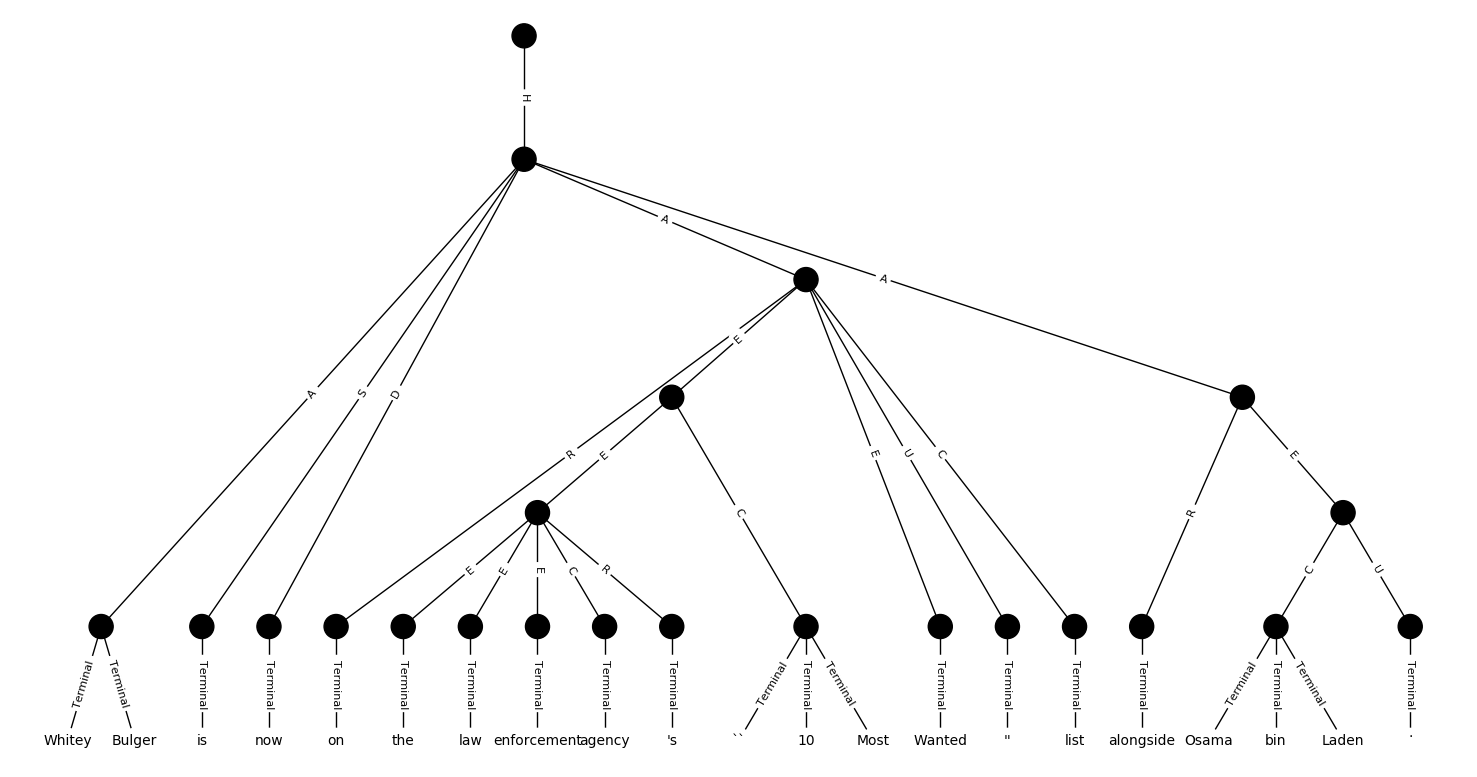 H
A
A
E
A
S
D
R
E
E
U
C
E
C
R
E
E
E
E
C
R
C
U
Terminal Terminal Terminal Terminal Terminal Terminal Terminal Terminal Terminal Terminal Terminal Terminal Terminal Terminal Terminal Terminal Terminal Terminal Terminal Terminal Terminal
Whitey Bulger is now on the law enforcement agency 's `` 10 Most Wanted " list alongside Osama bin Laden .